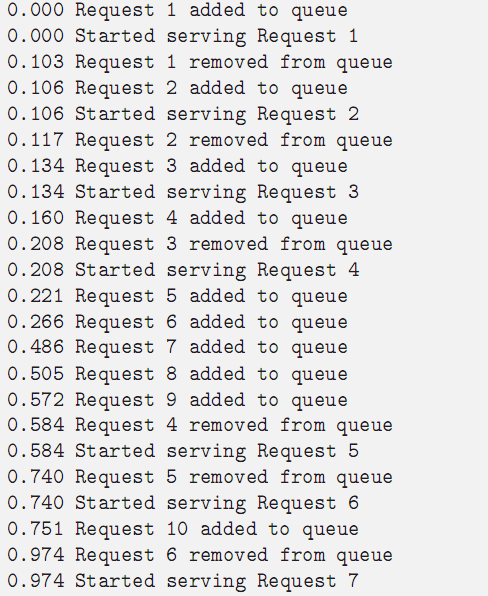 0.000 Request 1 added to queue
0.000 Started serving Request 1
0.103 Request 1 removed from queue
0.106 Request 2 added to queue
0.106 Started serving Request 2
0.117 Request 2 removed from queue
0.134 Request 3 added to queue
0.134 Started serving Request 3
0.160 Request 4 added to queue
0.208 Request 3 removed from queue
0.208 Started serving Request 4
0.221 Request 5 added to queue
0.266 Request 6 added to queue
0.486 Request 7 added to queue
0.505 Request 8 added to queue
0.572 Request 9 added to queue
0.584 Request 4 removed from queue
0.584 Started serving Request 5
0.740 Request 5 removed from queue
0.740 Started serving Request 6
0.751 Request 10 added to queue
0.974 Request 6 removed from queue
0.974 Started serving Request 7